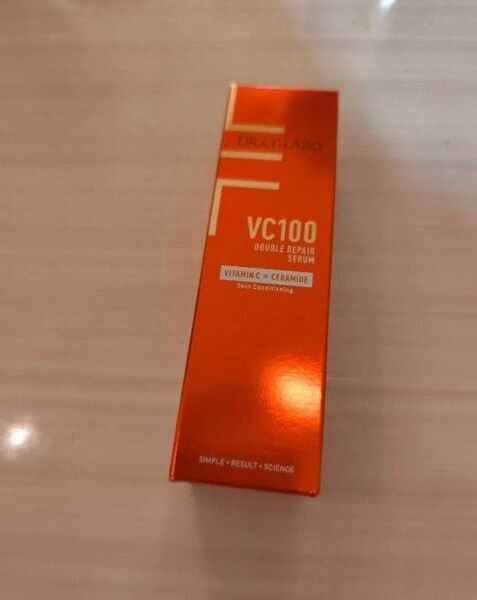 DR.CI:LABO
VC100
DOUBLE REPAIR
SERUM
VITAMIN C × CERAMIDE
Skin Conditioning
SIMPLE + RESULT + SCIENCE